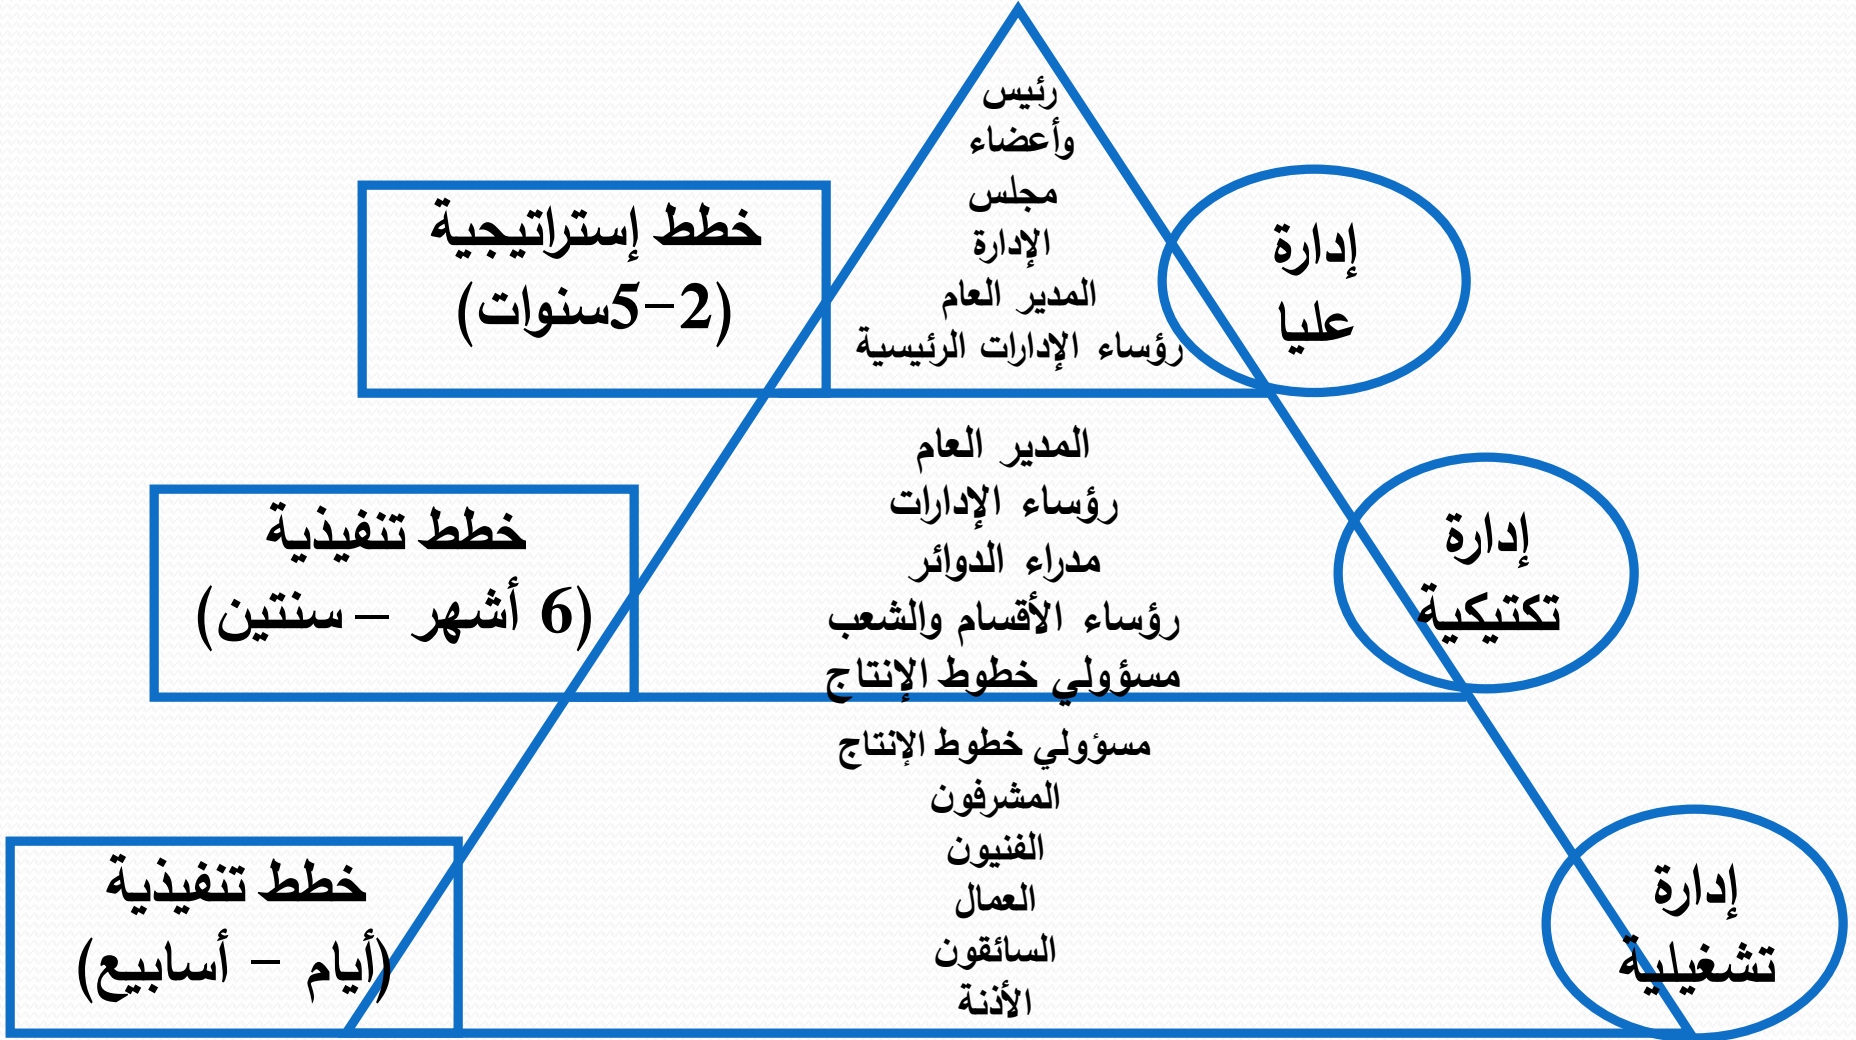 رئيس
وأعضاء
مجلس
الإدارة
المدير العام
رؤساء الإدارات الرئيسية
إدارة
عليا
خطط إستراتيجية
(2-5سنوات)
المدير العام
رؤساء الإدارات
مدراء الدوائر
رؤساء الأقسام والشعب
مسؤولي خطوط الإنتاج
إدارة
تكتيكية
خطط تنفيذية
(6 أشهر – سنتين)
مسؤولي خطوط الإنتاج
المشرفون
الفنيون
العمال
السائقون
الأذنة
إدارة
تشغيلية
خطط تنفيذية
(أيام - أسابيع)